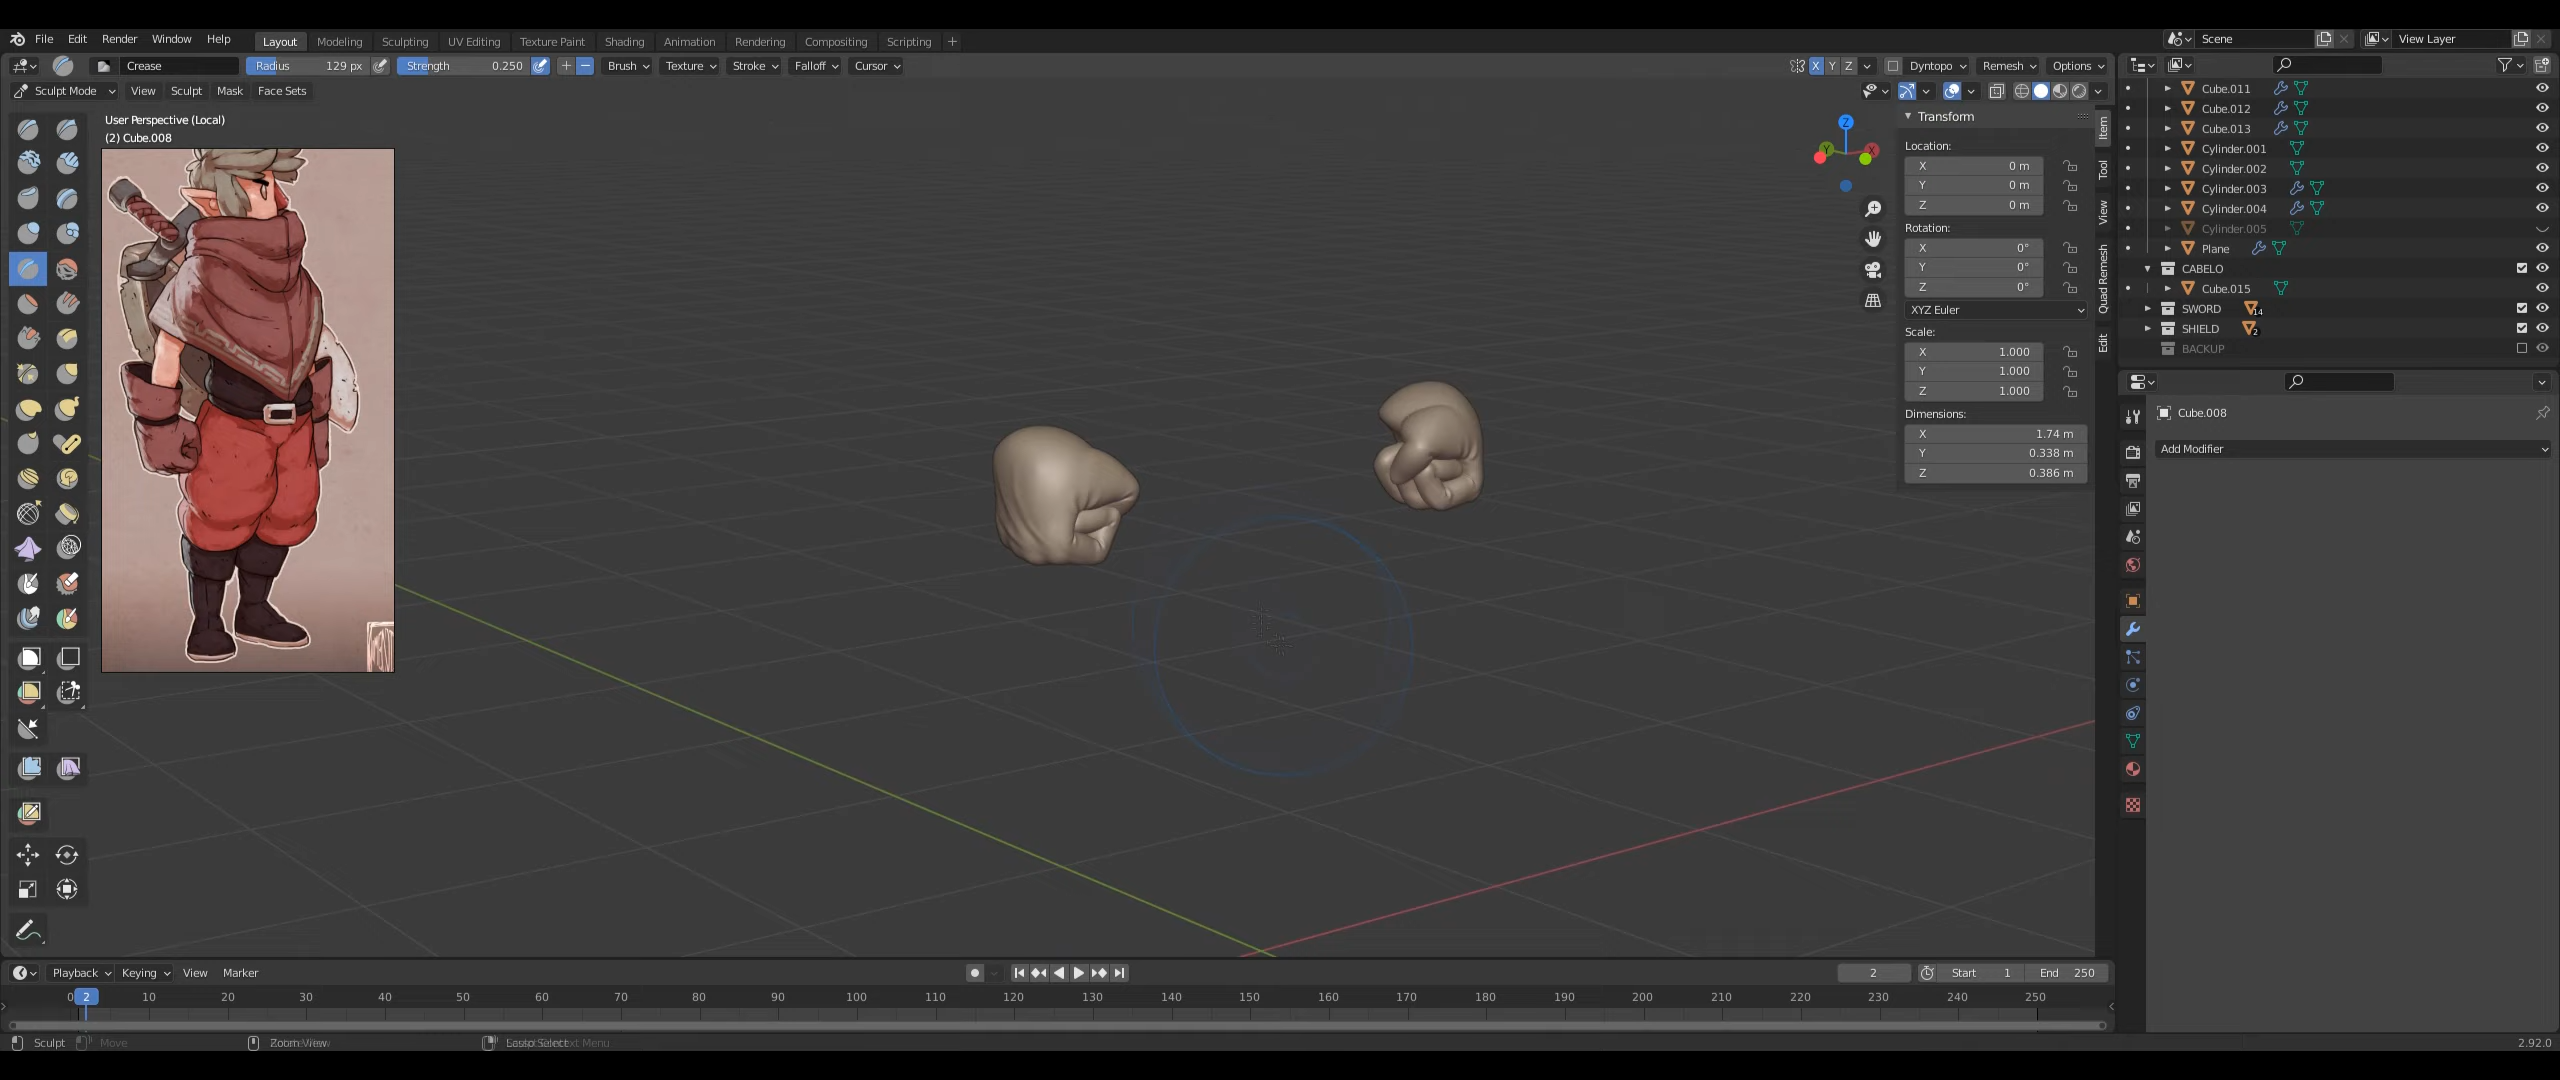 File Edit Render Window Help Layout Modeling Sculpting UV Editing Texture Paint Shading Animation Rendering Compositing Scripting + Scene View Layer
Crease Radius 129 px Strength 0.250 Brush Texture Stroke Falloff Cursor X Y Z Dyntopo Remesh Options
Sculpt Mode View Sculpt Mask Face Sets
User Perspective (Local)
(2) Cube.008
Z
Y
X
Transform
Location:
X 0 m
Y 0 m
Z 0 m
Rotation:
X 0°
Y 0°
Z 0°
XYZ Euler
Scale:
X 1.000
Y 1.000
Z 1.000
Dimensions:
X 1.74 m
Y 0.338 m
Z 0.386 m
Item
Tool
View
Quad Remesh
Edit
Cube.011
Cube.012
Cube.013
Cylinder.001
Cylinder.002
Cylinder.003
Cylinder.004
Cylinder.005
Plane
CABELO
Cube.015
SWORD 14
SHIELD 2
BACKUP
Cube.008
Add Modifier
Playback Keying View Marker 2 Start 1 End 250
0 2 10 20 30 40 50 60 70 80 90 100 110 120 130 140 150 160 170 180 190 200 210 220 230 240 250
Sculpt Move Zoom View Lasso Select 2.92.0